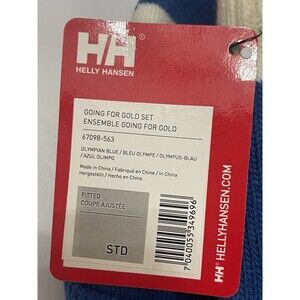 HH
HELLY HANSEN
GOING FOR GOLD SET
ENSEMBLE GOING FOR GOLD
67098-563
OLYMPIAN BLUE / BLEU OLYMPE / OLYMPUS-BLAU
/ AZUL OLIMPO
Made in China / Fabriqué en Chine / In China
Hergestellt / Hecho en China
FITTED
COUPE AJUSTÉE
STD
7 040055 349696
HH HELLYHANSEN.COM